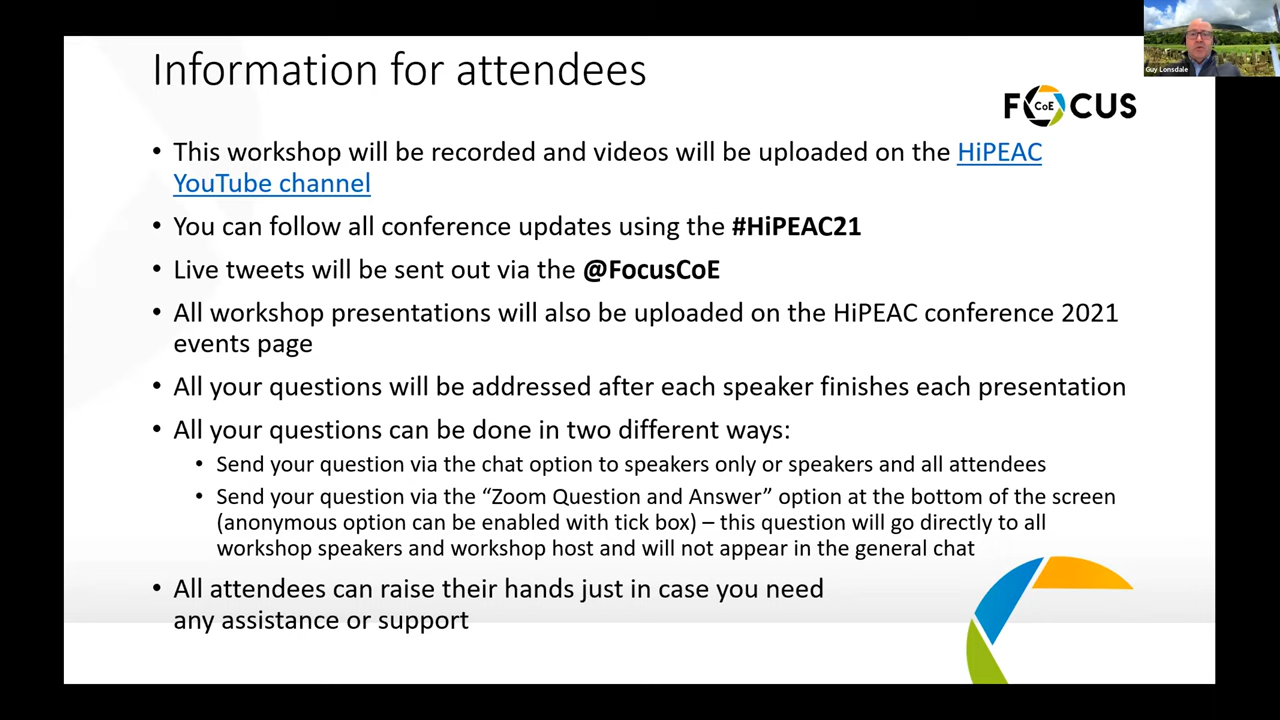 Information for attendees
Guy Lonsdale
FOCUS
CoE
• This workshop will be recorded and videos will be uploaded on the HiPEAC
YouTube channel
• You can follow all conference updates using the #HiPEAC21
• Live tweets will be sent out via the @FocusCoE
• All workshop presentations will also be uploaded on the HiPEAC conference 2021
events page
• All your questions will be addressed after each speaker finishes each presentation
• All your questions can be done in two different ways:
• Send your question via the chat option to speakers only or speakers and all attendees
• Send your question via the “Zoom Question and Answer” option at the bottom of the screen
(anonymous option can be enabled with tick box) – this question will go directly to all
workshop speakers and workshop host and will not appear in the general chat
• All attendees can raise their hands just in case you need
any assistance or support